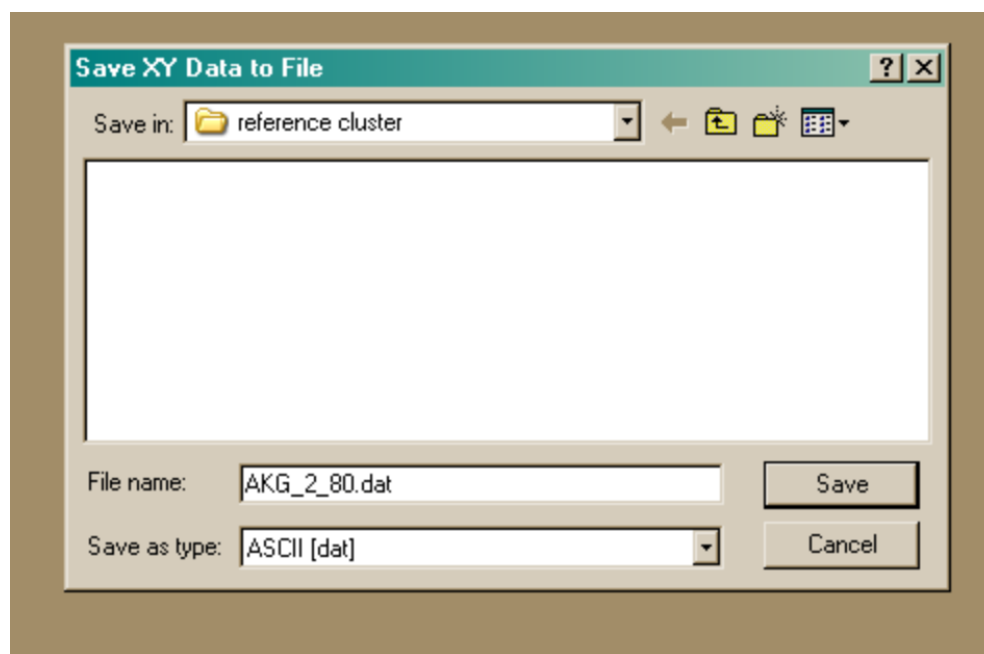 Save XY Data to File
Save in: reference cluster
File name: AKG_2_80.dat
Save
Save as type: ASCII [dat]
Cancel